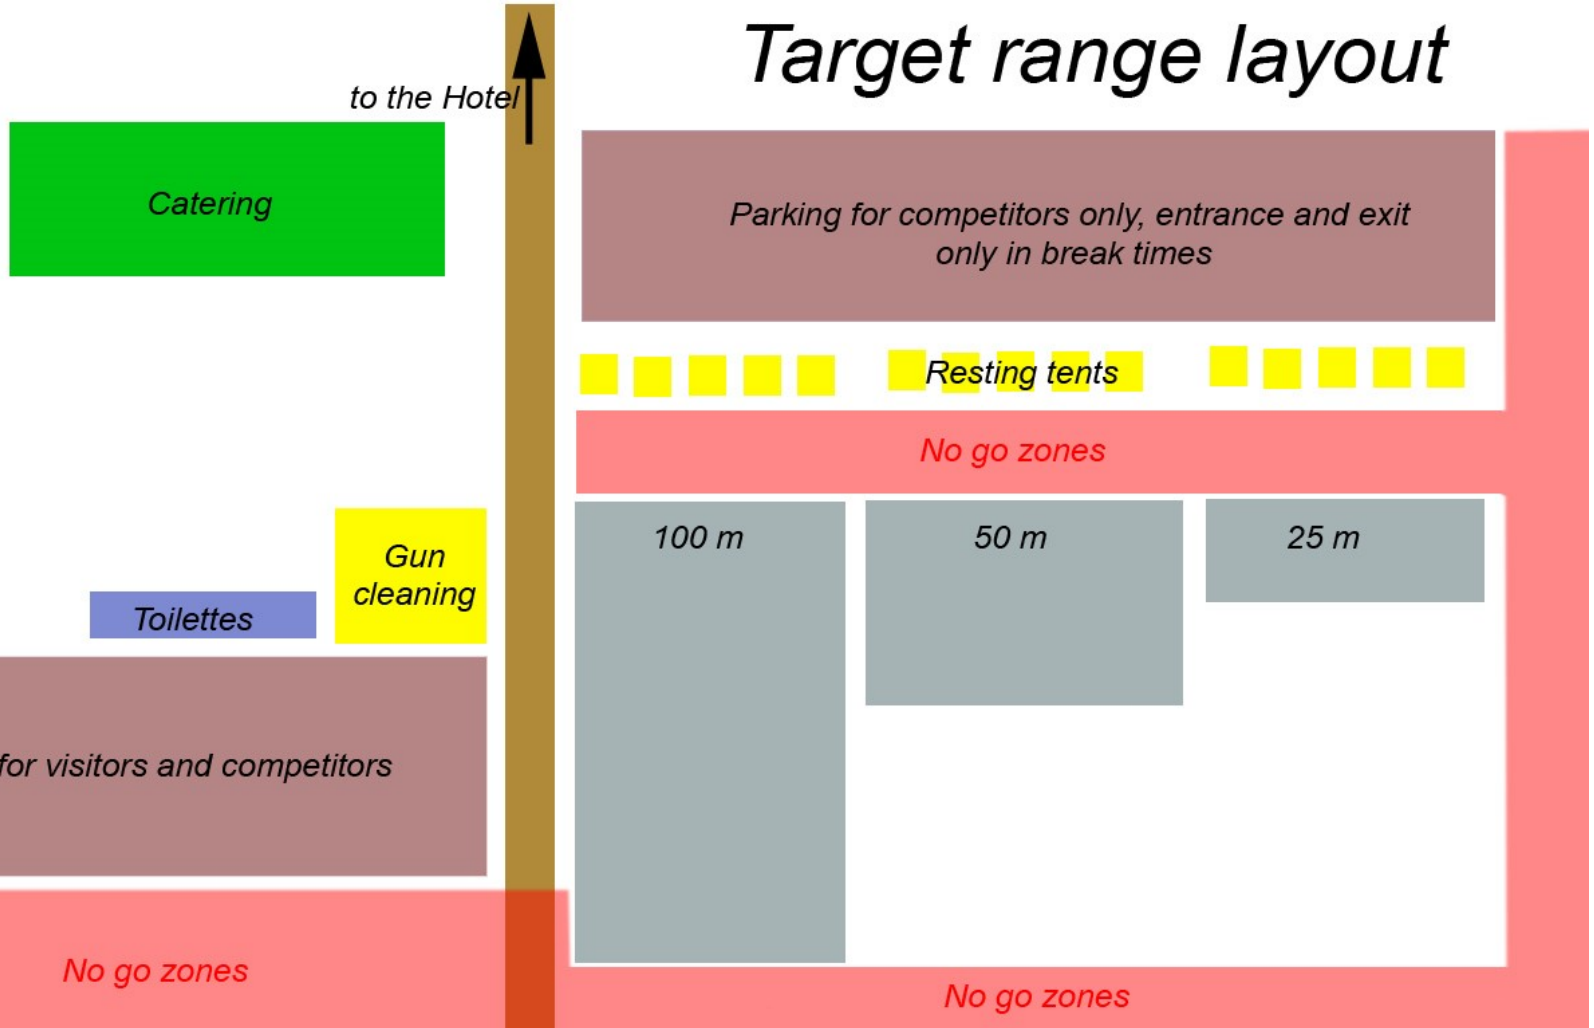 Target range layout
to the Hotel
Catering
Parking for competitors only, entrance and exit
only in break times
Resting tents
No go zones
100 m
50 m
25 m
Gun
cleaning
Toilettes
for visitors and competitors
No go zones
No go zones